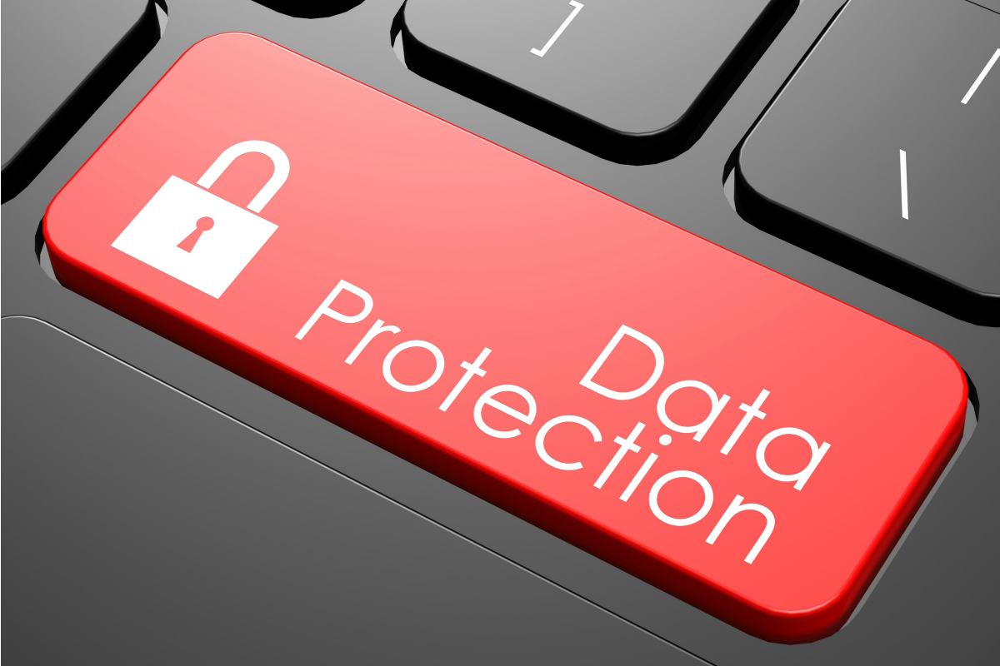 ]
|
\
Data
Protection